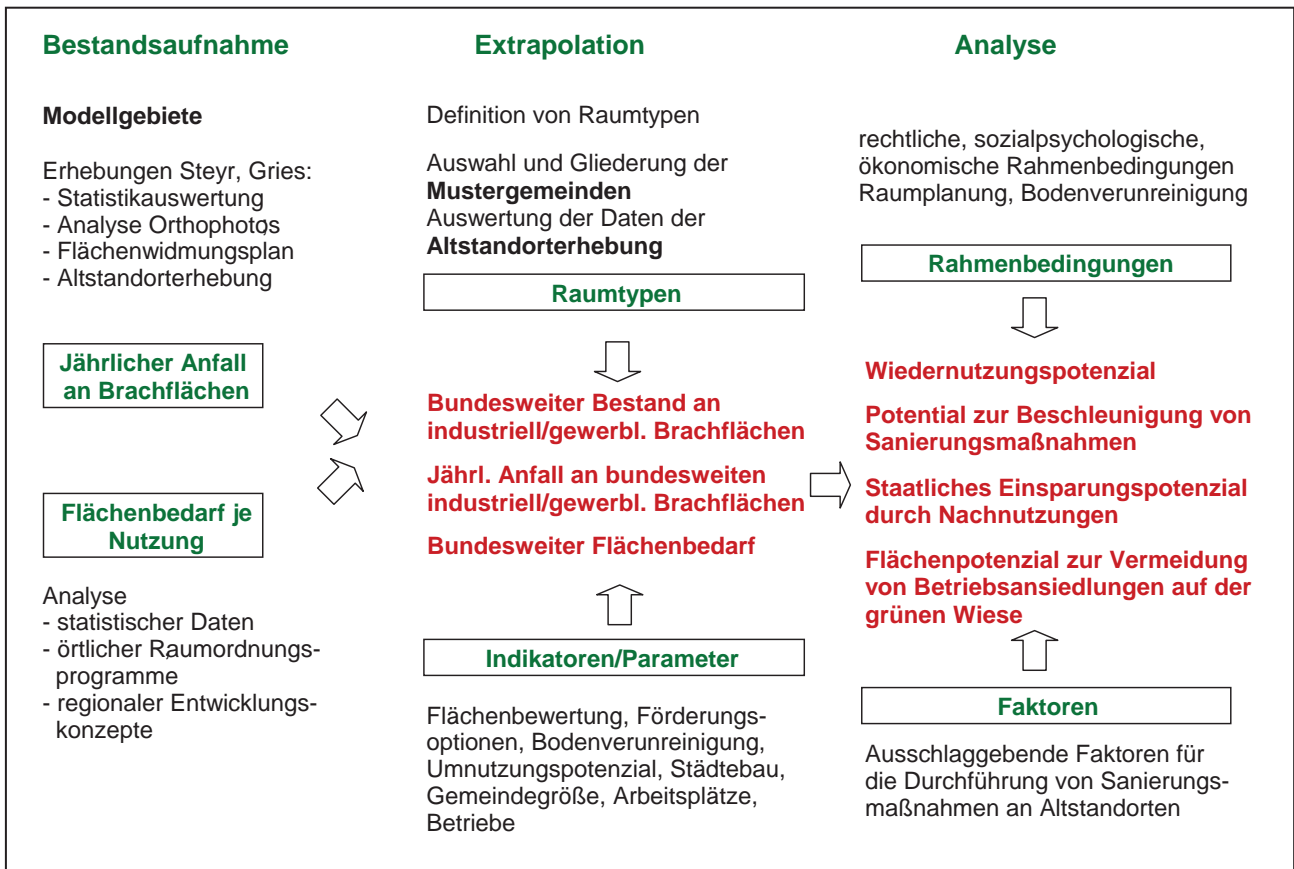 Bestandsaufnahme
Modellgebiete
Erhebungen Steyr, Gries:
- Statistikauswertung
- Analyse Orthophotos
- Flächenwidmungsplan
- Altstandorterhebung
Jährlicher Anfall
an Brachflächen
Flächenbedarf je
Nutzung
Analyse
- statistischer Daten
- örtlicher Raumordnungs-
programme
- regionaler Entwicklungs-
konzepte
Extrapolation
Definition von Raumtypen
Auswahl und Gliederung der
Mustergemeinden
Auswertung der Daten der
Altstandorterhebung
Raumtypen
Bundesweiter Bestand an
industriell/gewerbl. Brachflächen
Jährl. Anfall an bundesweiten
industriell/gewerbl. Brachflächen
Bundesweiter Flächenbedarf
Indikatoren/Parameter
Flächenbewertung, Förderungs-
optionen, Bodenverunreinigung,
Umnutzungspotenzial, Städtebau,
Gemeindegröße, Arbeitsplätze,
Betriebe
Analyse
rechtliche, sozialpsychologische,
ökonomische Rahmenbedingungen
Raumplanung, Bodenverunreinigung
Rahmenbedingungen
Wiedernutzungspotenzial
Potential zur Beschleunigung von
Sanierungsmaßnahmen
Staatliches Einsparungspotenzial
durch Nachnutzungen
Flächenpotenzial zur Vermeidung
von Betriebsansiedlungen auf der
grünen Wiese
Faktoren
Ausschlaggebende Faktoren für
die Durchführung von Sanierungs-
maßnahmen an Altstandorten